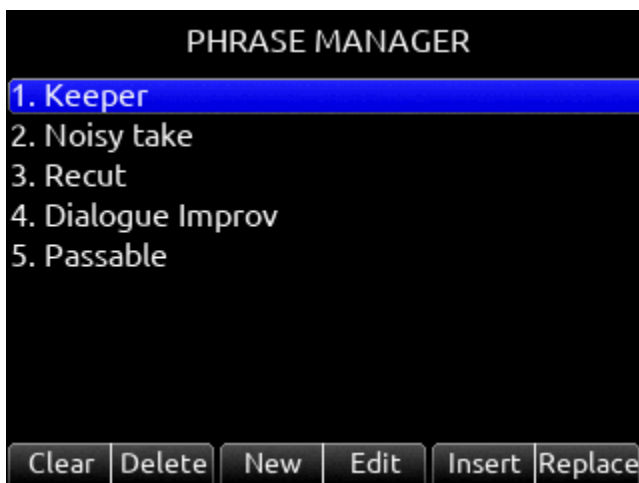 PHRASE MANAGER
1. Keeper
2. Noisy take
3. Recut
4. Dialogue Improv
5. Passable
Clear Delete New Edit Insert Replace